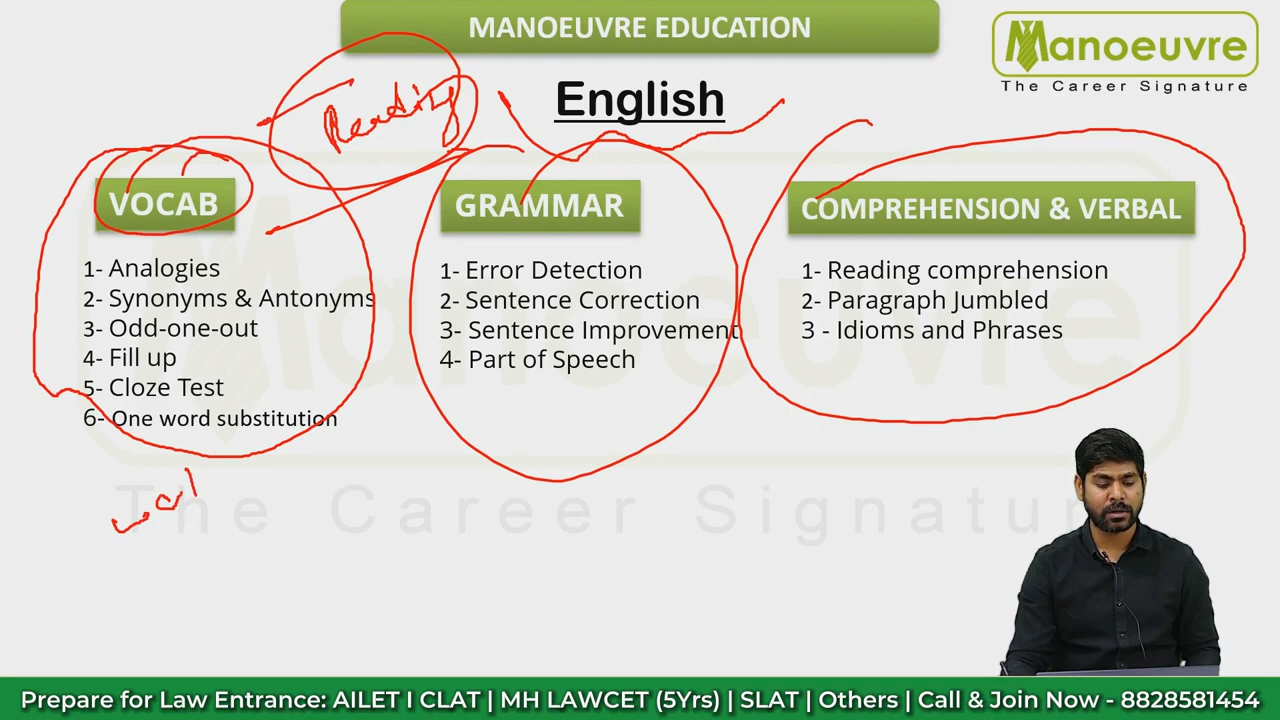 MANOEUVRE EDUCATION
Manoeuvre
The Career Signature
English
Reading
VOCAB
1- Analogies
2- Synonyms & Antonyms
3- Odd-one-out
4- Fill up
5- Cloze Test
6- One word substitution
GRAMMAR
1- Error Detection
2- Sentence Correction
3- Sentence Improvement
4- Part of Speech
COMPREHENSION & VERBAL
1- Reading comprehension
2- Paragraph Jumbled
3 - Idioms and Phrases
The Career Signatur
Prepare for Law Entrance: AILET I CLAT | MH LAWCET (5Yrs) | SLAT | Others | Call & Join Now - 8828581454